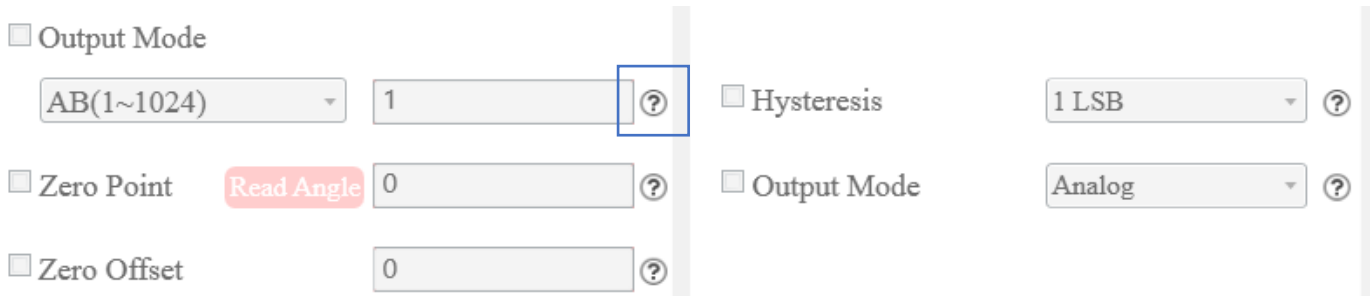 Output Mode
AB(1~1024) 1 ?
Hysteresis 1 LSB ?
Zero Point Read Angle 0 ?
Output Mode Analog ?
Zero Offset 0 ?